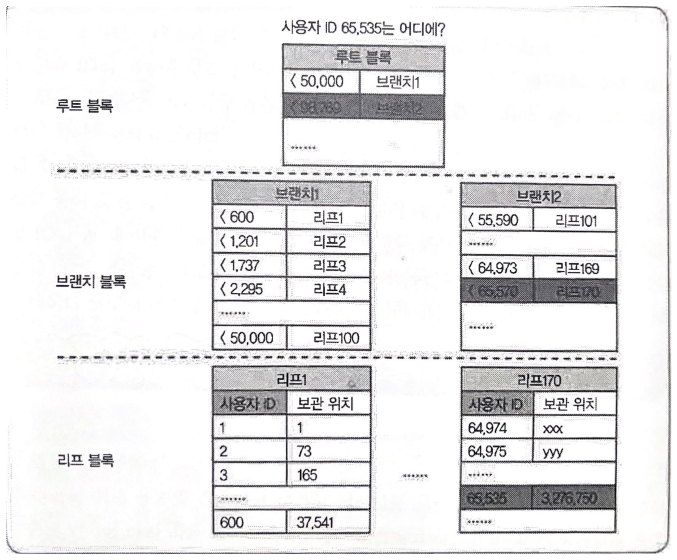 사용자 ID 65,535는 어디에?
루트 블록
루트 블록
< 50,000 브랜치1
< 98,769 브랜치2
......
브랜치 블록
브랜치1
< 600 리프1
< 1,201 리프2
< 1,737 리프3
< 2,295 리프4
......
< 50,000 리프100
......
브랜치2
< 55,590 리프101
......
< 64,973 리프169
< 65,570 리프170
......
리프 블록
리프1
사용자 ID 보관 위치
1 1
2 73
3 165
......
600 37,541
......
리프170
사용자 ID 보관 위치
64,974 xxx
64,975 yyy
......
65,535 3,276,750
......